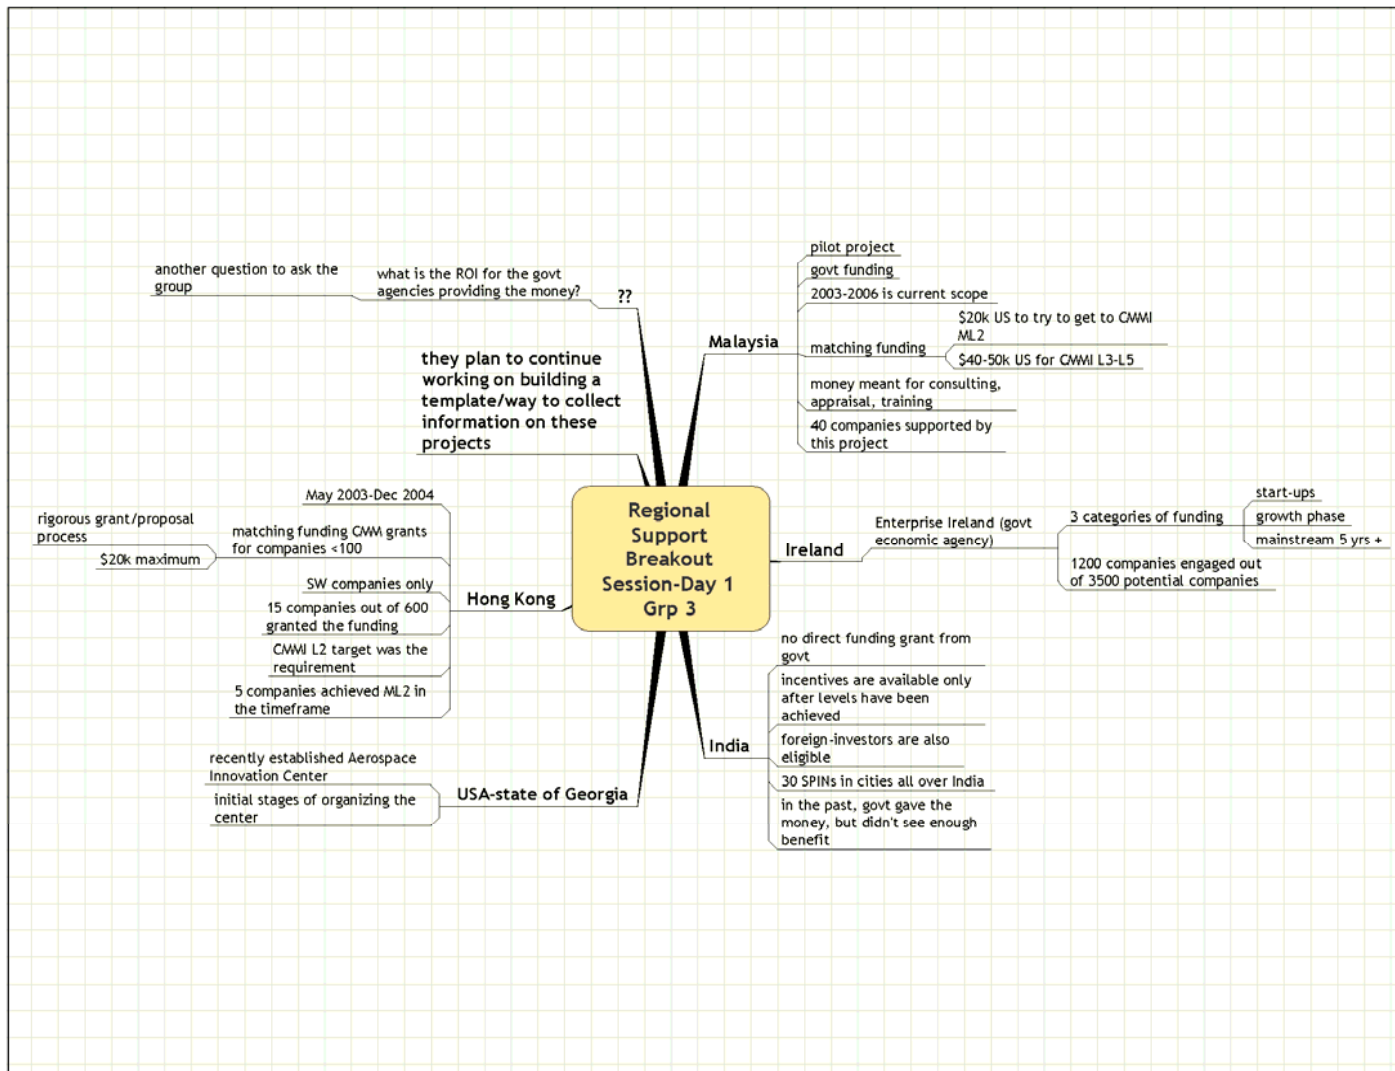 Regional
Support
Breakout
Session-Day 1
Grp 3
Malaysia
pilot project
govt funding
2003-2006 is current scope
matching funding
$20k US to try to get to CMMI
ML2
$40-50k US for CMMI L3-L5
money meant for consulting,
appraisal, training
40 companies supported by
this project
Ireland
Enterprise Ireland (govt
economic agency)
3 categories of funding
start-ups
growth phase
mainstream 5 yrs +
1200 companies engaged out
of 3500 potential companies
India
no direct funding grant from
govt
incentives are available only
after levels have been
achieved
foreign-investors are also
eligible
30 SPINs in cities all over India
in the past, govt gave the
money, but didn't see enough
benefit
??
what is the ROI for the govt
agencies providing the money?
another question to ask the
group
they plan to continue
working on building a
template/way to collect
information on these
projects
Hong Kong
May 2003-Dec 2004
matching funding CMM grants
for companies <100
rigorous grant/proposal
process
$20k maximum
SW companies only
15 companies out of 600
granted the funding
CMMI L2 target was the
requirement
5 companies achieved ML2 in
the timeframe
USA-state of Georgia
recently established Aerospace
Innovation Center
initial stages of organizing the
center